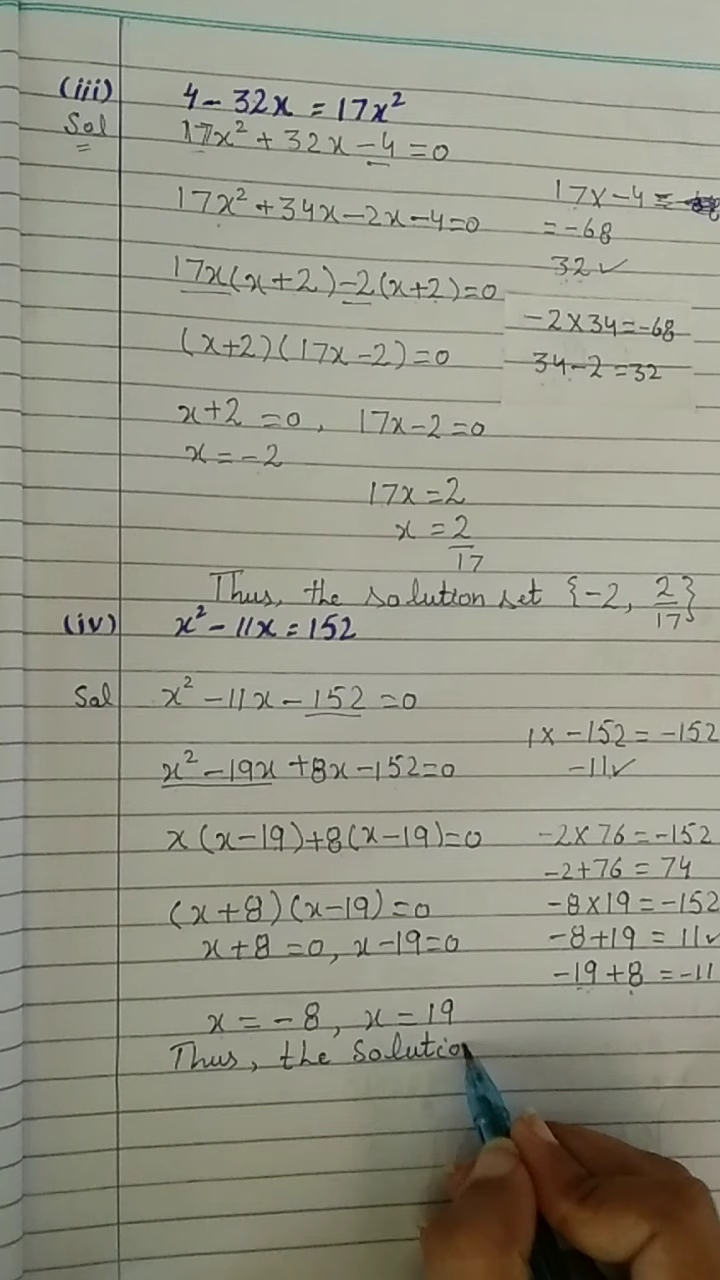 (iii) 4 - 32x = 17x²
Sol 17x² + 32x - 4 = 0
17x² + 34x - 2x - 4 = 0
17x - 4 =
= -68
32 ✓
17x(x+2) - 2(x+2) = 0
-2 x 34 = -68
34 - 2 = 32
(x+2)(17x-2) = 0
x+2 = 0, 17x-2 = 0
x = -2
17x = 2
x = 2/17
Thus, the solution set {-2, 2/17}
(iv) x² - 11x = 152
Sol x² - 11x - 152 = 0
1x - 152 = -152
-11 ✓
x² - 19x + 8x - 152 = 0
x(x-19) + 8(x-19) = 0
-2 x 76 = -152
-2 + 76 = 74
(x+8)(x-19) = 0
-8 x 19 = -152
x+8 = 0, x-19 = 0
-8 + 19 = 11 ✓
-19 + 8 = -11
x = -8, x = 19
Thus, the Solutio